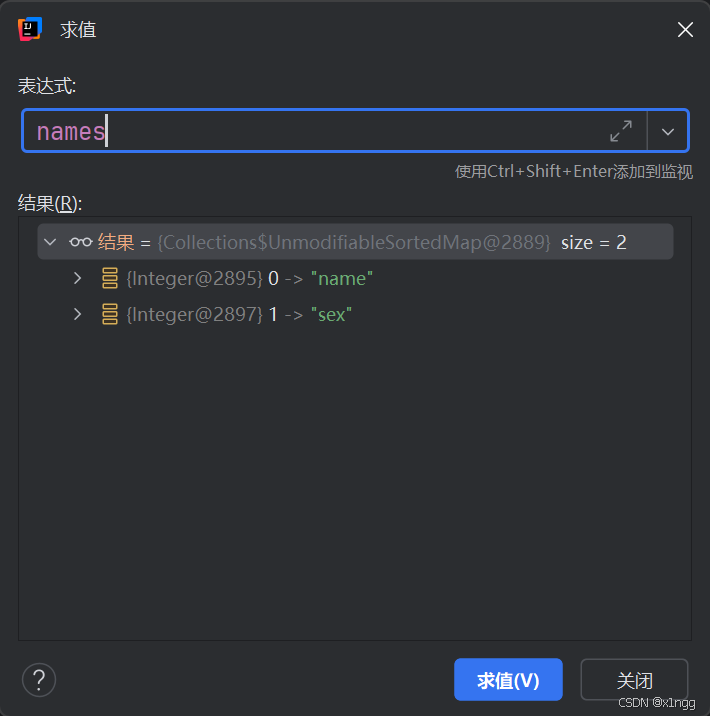 求值
表达式:
names
使用Ctrl+Shift+Enter添加到监视
结果(R):
结果 = {Collections$UnmodifiableSortedMap@2889} size = 2
{Integer@2895} 0 -> "name"
{Integer@2897} 1 -> "sex"
? 求值(V) 关闭
CSDN @x1ngg